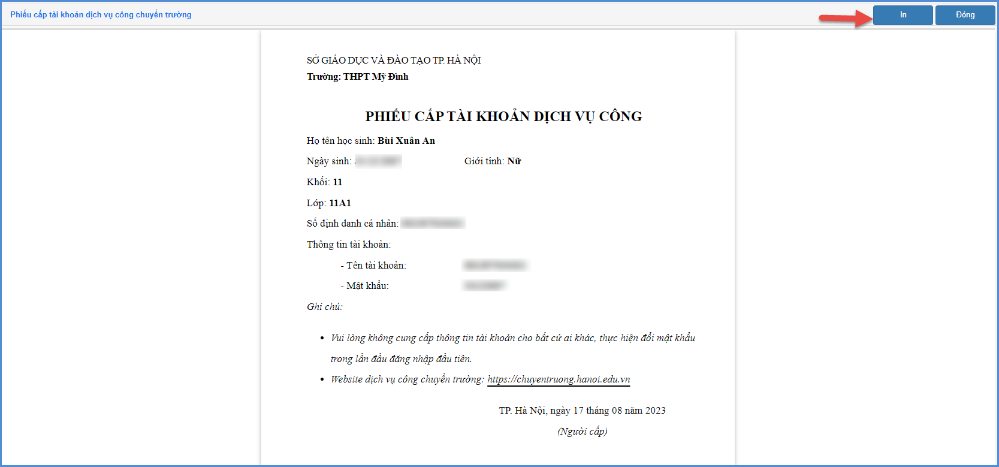 Phiếu cấp tài khoản dịch vụ công chuyển trường
In
Đóng
SỞ GIÁO DỤC VÀ ĐÀO TẠO TP. HÀ NỘI
Trường: THPT Mỹ Đình
PHIẾU CẤP TÀI KHOẢN DỊCH VỤ CÔNG
Họ tên học sinh: Bùi Xuân An
Ngày sinh:
Giới tính: Nữ
Khối: 11
Lớp: 11A1
Số định danh cá nhân:
Thông tin tài khoản:
- Tên tài khoản:
- Mật khẩu:
Ghi chú:
• Vui lòng không cung cấp thông tin tài khoản cho bất cứ ai khác, thực hiện đổi mật khẩu
trong lần đầu đăng nhập đầu tiên.
• Website dịch vụ công chuyển trường: https://chuyentruong.hanoi.edu.vn
TP. Hà Nội, ngày 17 tháng 08 năm 2023
(Người cấp)